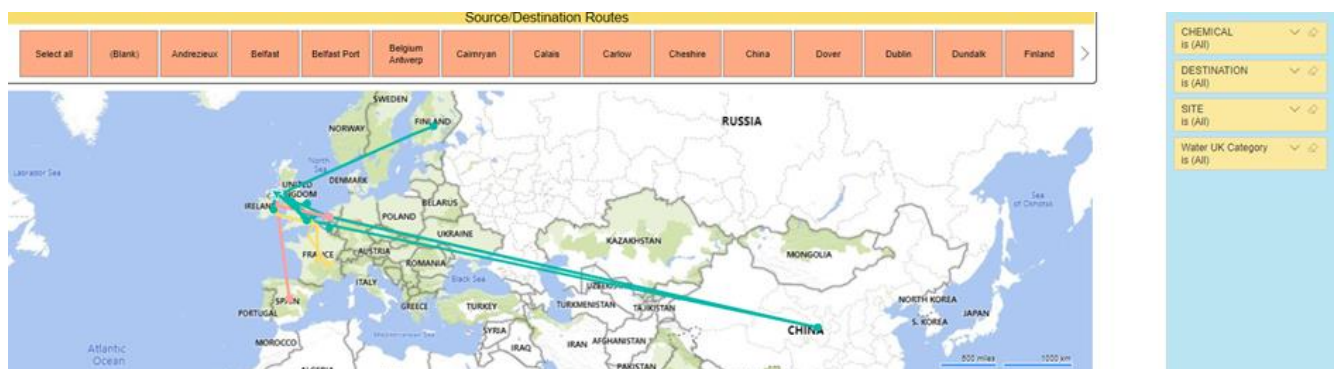 Source/Destination Routes
Select all
(Blank)
Andrezieux
Belfast
Belfast Port
Belgium
Antwerp
Cairnryan
Calais
Carlow
Cheshire
China
Dover
Dublin
Dundalk
Finland
CHEMICAL
is (All)
DESTINATION
is (All)
SITE
is (All)
Water UK Category
is (All)
SWEDEN
FINLAND
NORWAY
RUSSIA
Labrador Sea
North
Sea
DENMARK
UNITED
KINGDOM
IRELAND
BELARUS
POLAND
UKRAINE
Sea
of Okhotsk
KAZAKHSTAN
FRANCE
AUSTRIA
ROMANIA
MONGOLIA
ITALY
Black Sea
UZBEKIS
SPAIN
GREECE
TURKEY
TURKMENISTAN
TAJIKISTAN
NORTH KOREA
PORTUGAL
JAPAN
S. KOREA
Mediterranean Sea
SYRIA
CHINA
MOROCCO
IRAQ
IRAN
AFGHANISTAN
Atlantic
Ocean
PAKISTAN
500 miles
1000 km